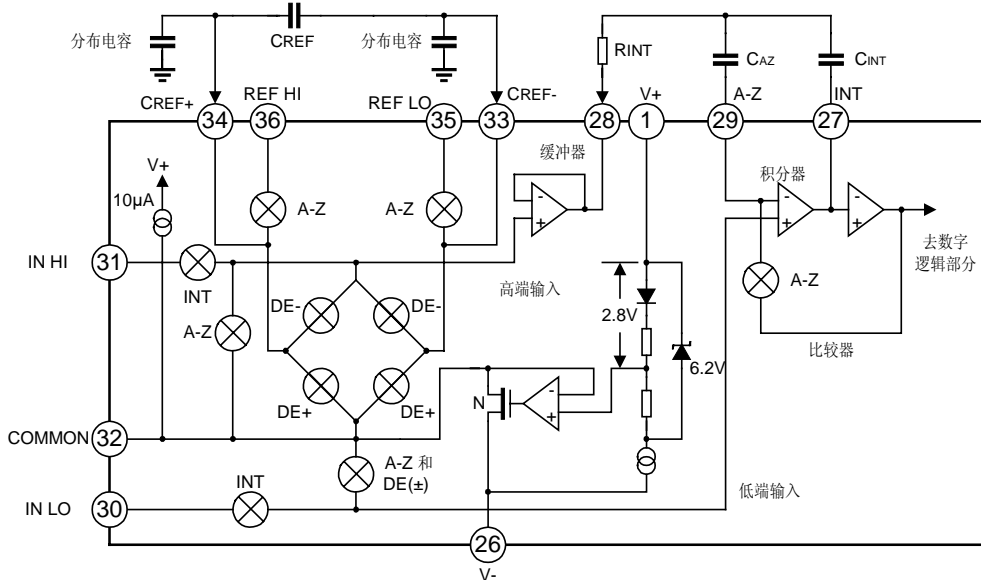 分布电容
CREF
分布电容
RINT
CAZ
CINT
CREF+
REF HI
REF LO
CREF-
V+
A-Z
INT
34
36
35
33
28
1
29
27
缓冲器
积分器
V+
10μA
A-Z
A-Z
-
+
-
+
去数字
逻辑部分
IN HI
31
INT
高端输入
A-Z
DE-
DE-
2.8V
A-Z
比较器
6.2V
DE+
DE+
N
-
+
COMMON
32
A-Z 和
DE(±)
INT
低端输入
IN LO
30
26
V-